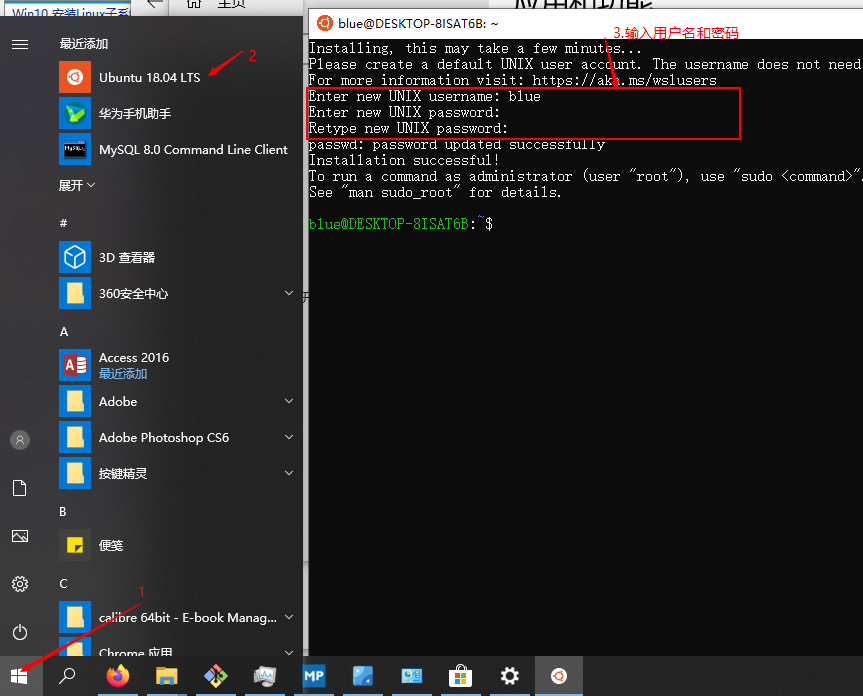 Win10 安装Linux子系
主页
应用和功能
最近添加
Ubuntu 18.04 LTS
2
华为手机助手
MySQL 8.0 Command Line Client
展开
#
3D 查看器
360安全中心
A
Access 2016
最近添加
Adobe
Adobe Photoshop CS6
按键精灵
B
便笺
C
1
calibre 64bit - E-book Manag...
Chrome 应用
blue@DESKTOP-8ISAT6B: ~
3.输入用户名和密码
Installing, this may take a few minutes...
Please create a default UNIX user account. The username does not need
For more information visit: https://aka.ms/wslusers
Enter new UNIX username: blue
Enter new UNIX password:
Retype new UNIX password:
passwd: password updated successfully
Installation successful!
To run a command as administrator (user "root"), use "sudo <command>".
See "man sudo_root" for details.
blue@DESKTOP-8ISAT6B:~$
MP